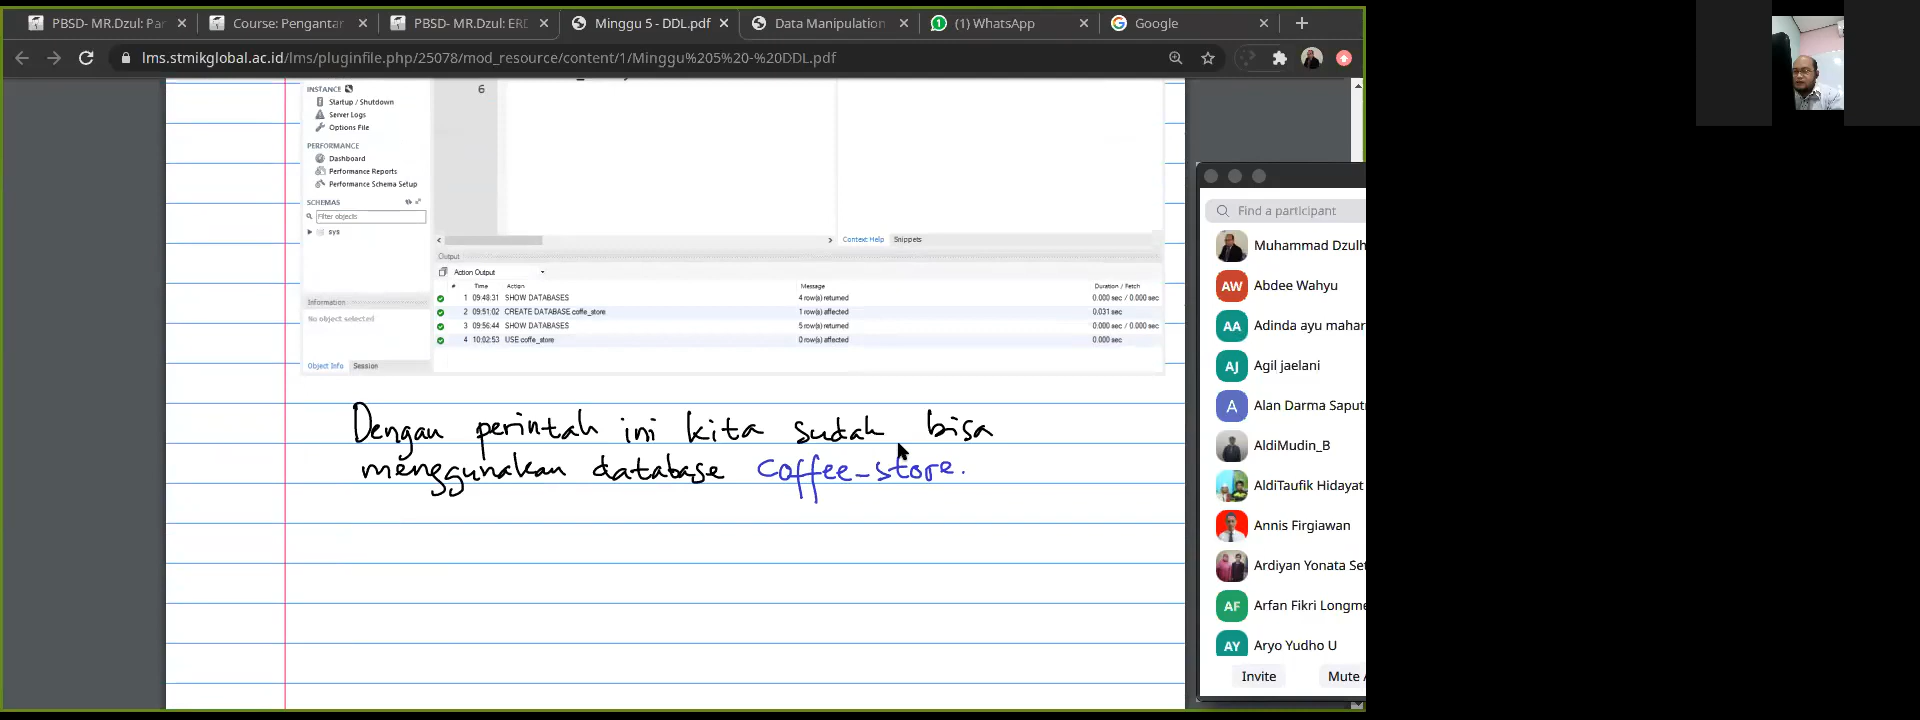 PBSD- MR.Dzul: Par
Course: Pengantar
PBSD- MR.Dzul: ERD
Minggu 5 - DDL.pdf
Data Manipulation
(1) WhatsApp
Google
lms.stmikglobal.ac.id/lms/pluginfile.php/25078/mod_resource/content/1/Minggu%205%20-%20DDL.pdf
INSTANCE
Startup / Shutdown
Server Logs
Options File
PERFORMANCE
Dashboard
Performance Reports
Performance Schema Setup
SCHEMAS
Filter objects
sys
Information
No object selected
Object Info Session
6
Context Help Snippets
Output
Action Output
# Time Action Message Duration / Fetch
1 09:48:31 SHOW DATABASES 4 row(s) returned 0.000 sec / 0.000 sec
2 09:51:02 CREATE DATABASE coffe_store 1 row(s) affected 0.031 sec
3 09:56:44 SHOW DATABASES 5 row(s) returned 0.000 sec / 0.000 sec
4 10:02:53 USE coffe_store 0 row(s) affected 0.000 sec
Dengan perintah ini kita sudah bisa
menggunakan database coffee-store.
Find a participant
Muhammad Dzulh
AW Abdee Wahyu
AA Adinda ayu mahar
AJ Agil jaelani
A Alan Darma Saput
AldiMudin_B
AldiTaufik Hidayat
Annis Firgiawan
Ardiyan Yonata Set
AF Arfan Fikri Longme
AY Aryo Yudho U
Invite
Mute